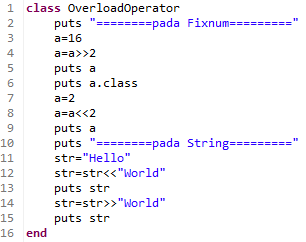 1 class OverloadOperator
2     puts "========pada Fixnum========="
3     a=16
4     a=a>>2
5     puts a
6     puts a.class
7     a=2
8     a=a<<2
9     puts a
10     puts "========pada String========="
11     str="Hello"
12     str=str<<"World"
13     puts str
14     str=str>>"World"
15     puts str
16 end